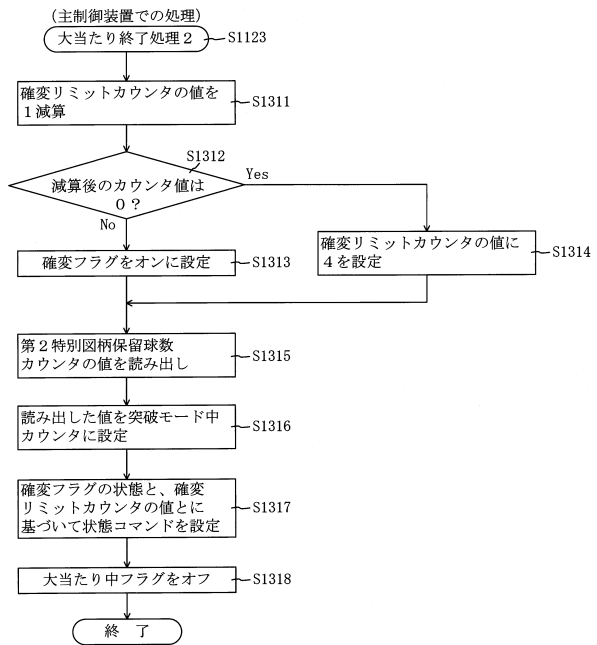 (主制御装置での処理)
大当たり終了処理2
S1123
確変リミットカウンタの値を
1減算
S1311
S1312
減算後のカウンタ値は
0?
Yes
No
確変フラグをオンに設定
S1313
確変リミットカウンタの値に
4を設定
S1314
第2特別図柄保留球数
カウンタの値を読み出し
S1315
読み出した値を突破モード中
カウンタに設定
S1316
確変フラグの状態と、確変
リミットカウンタの値とに
基づいて状態コマンドを設定
S1317
大当たり中フラグをオフ
S1318
終 了